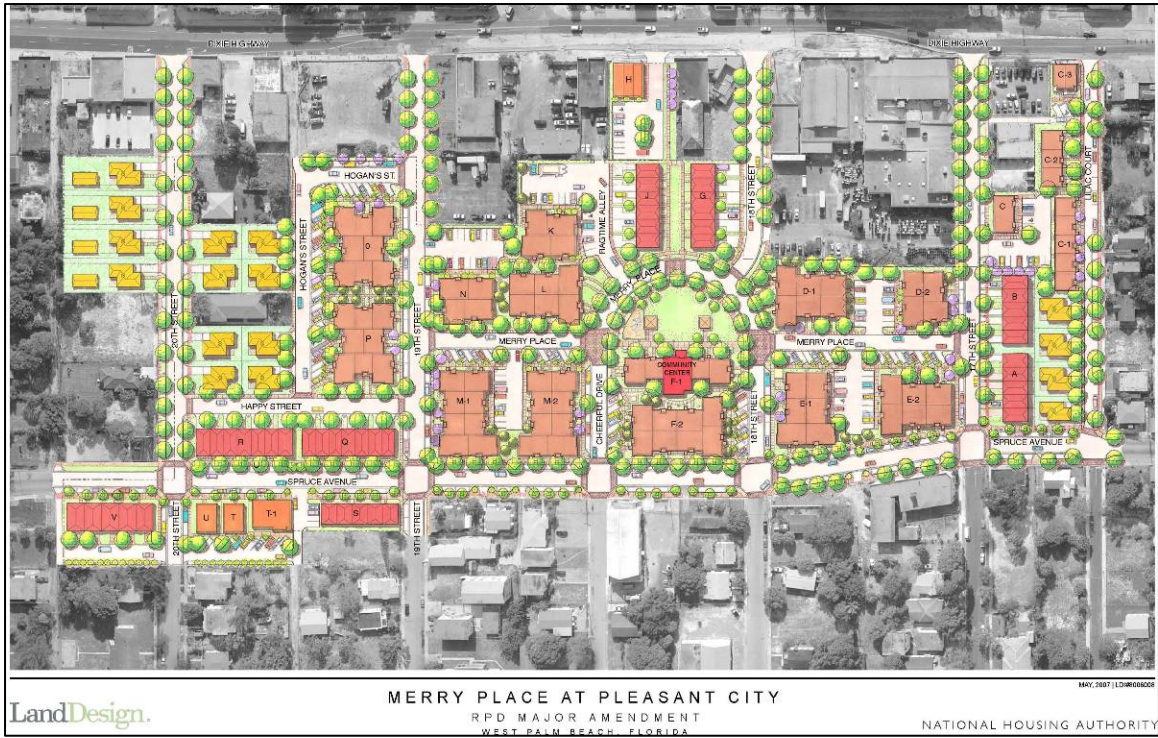 DIXIE HIGHWAY
DIXIE HIGHWAY
H
C-3
HOGAN'S ST.
C-2
LILAC COURT
RAGTIME ALLEY
J
G
18TH STREET
HOGAN'S STREET
O
K
C
C-1
20TH STREET
19TH STREET
N
L
MERRY PLACE
D-1
D-2
B
P
MERRY PLACE
MERRY PLACE
17TH STREET
COMMUNITY
CENTER
F-1
A
HAPPY STREET
M-1
M-2
CHEERFUL DRIVE
F-2
18TH STREET
E-1
E-2
R
Q
SPRUCE AVENUE
SPRUCE AVENUE
V
U
T
T-1
S
20TH STREET
19TH STREET
MAY, 2007 | LDI#8006008
LandDesign.
MERRY PLACE AT PLEASANT CITY
RPD MAJOR AMENDMENT
WEST PALM BEACH, FLORIDA
NATIONAL HOUSING AUTHORITY